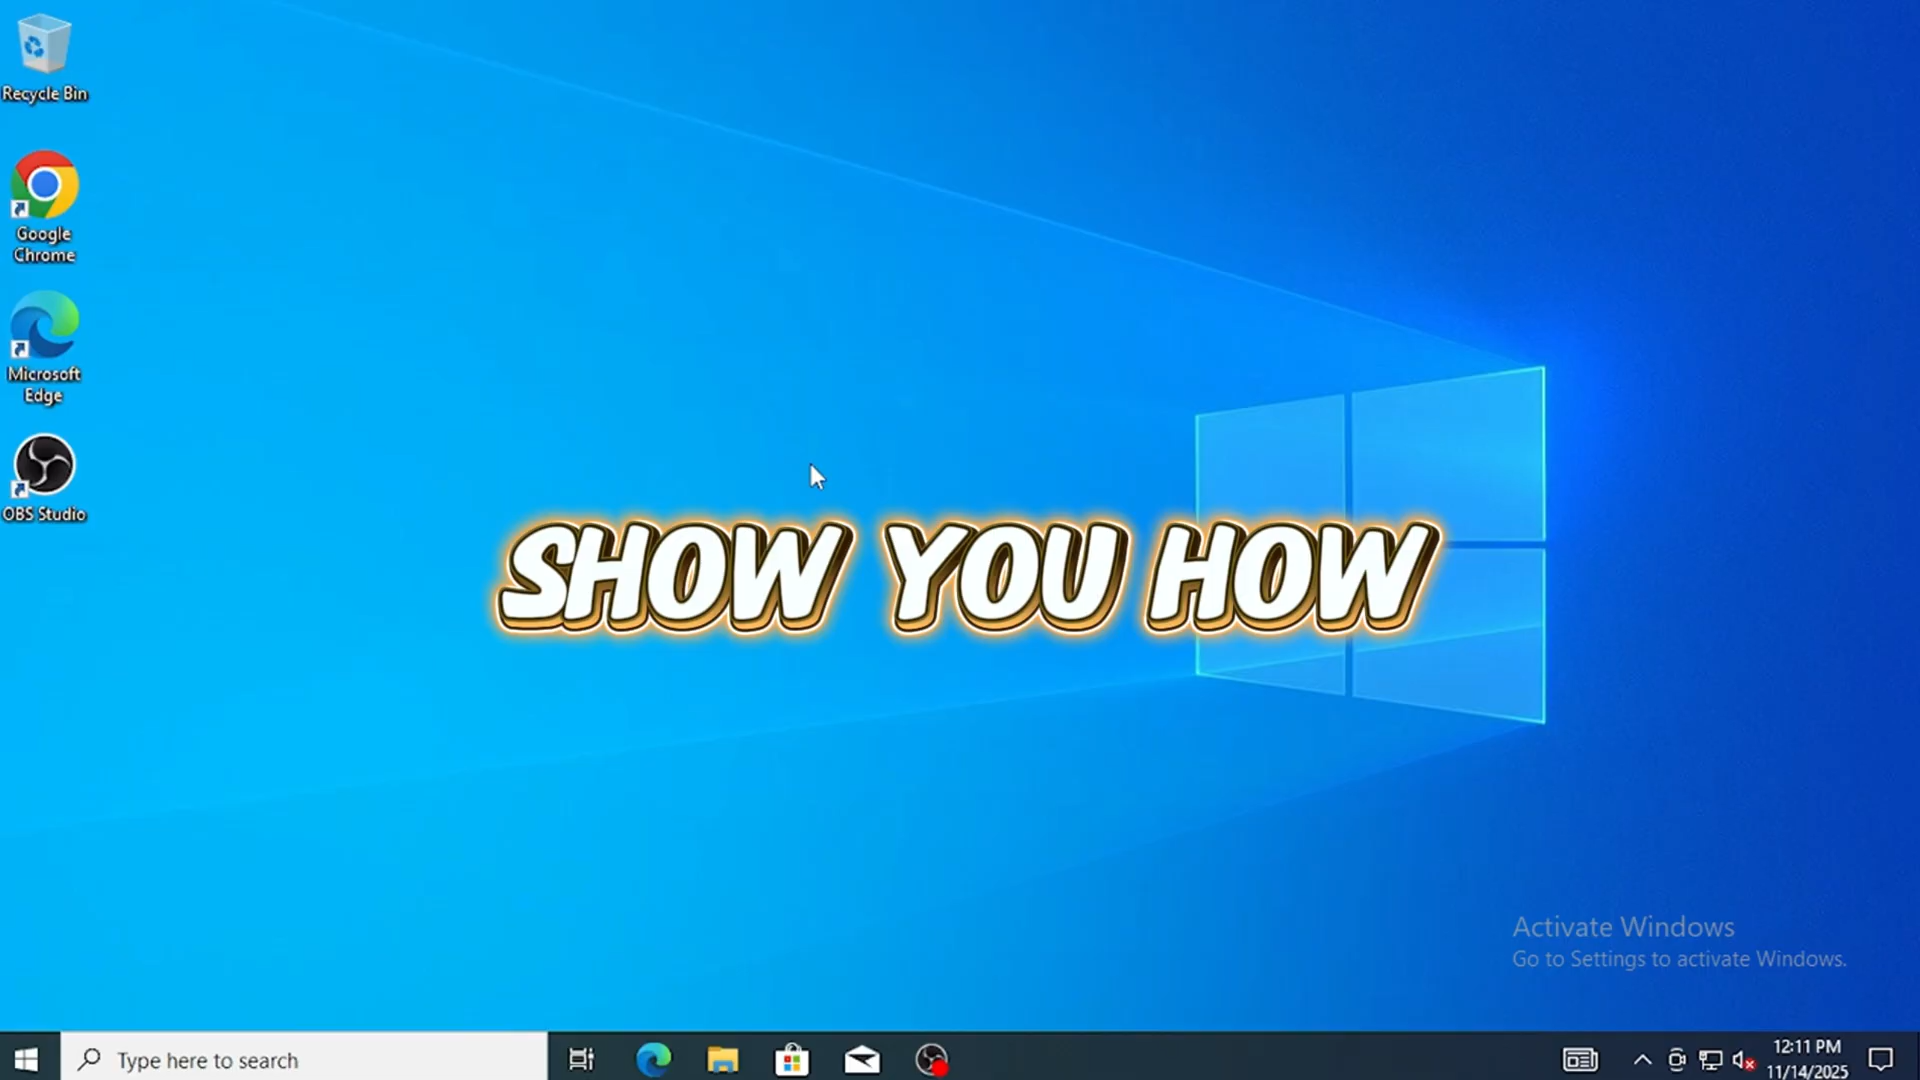 Recycle Bin
Google
Chrome
Microsoft
Edge
OBS Studio
SHOW YOU HOW
Activate Windows
Go to Settings to activate Windows.
Type here to search
12:11 PM
11/14/2025